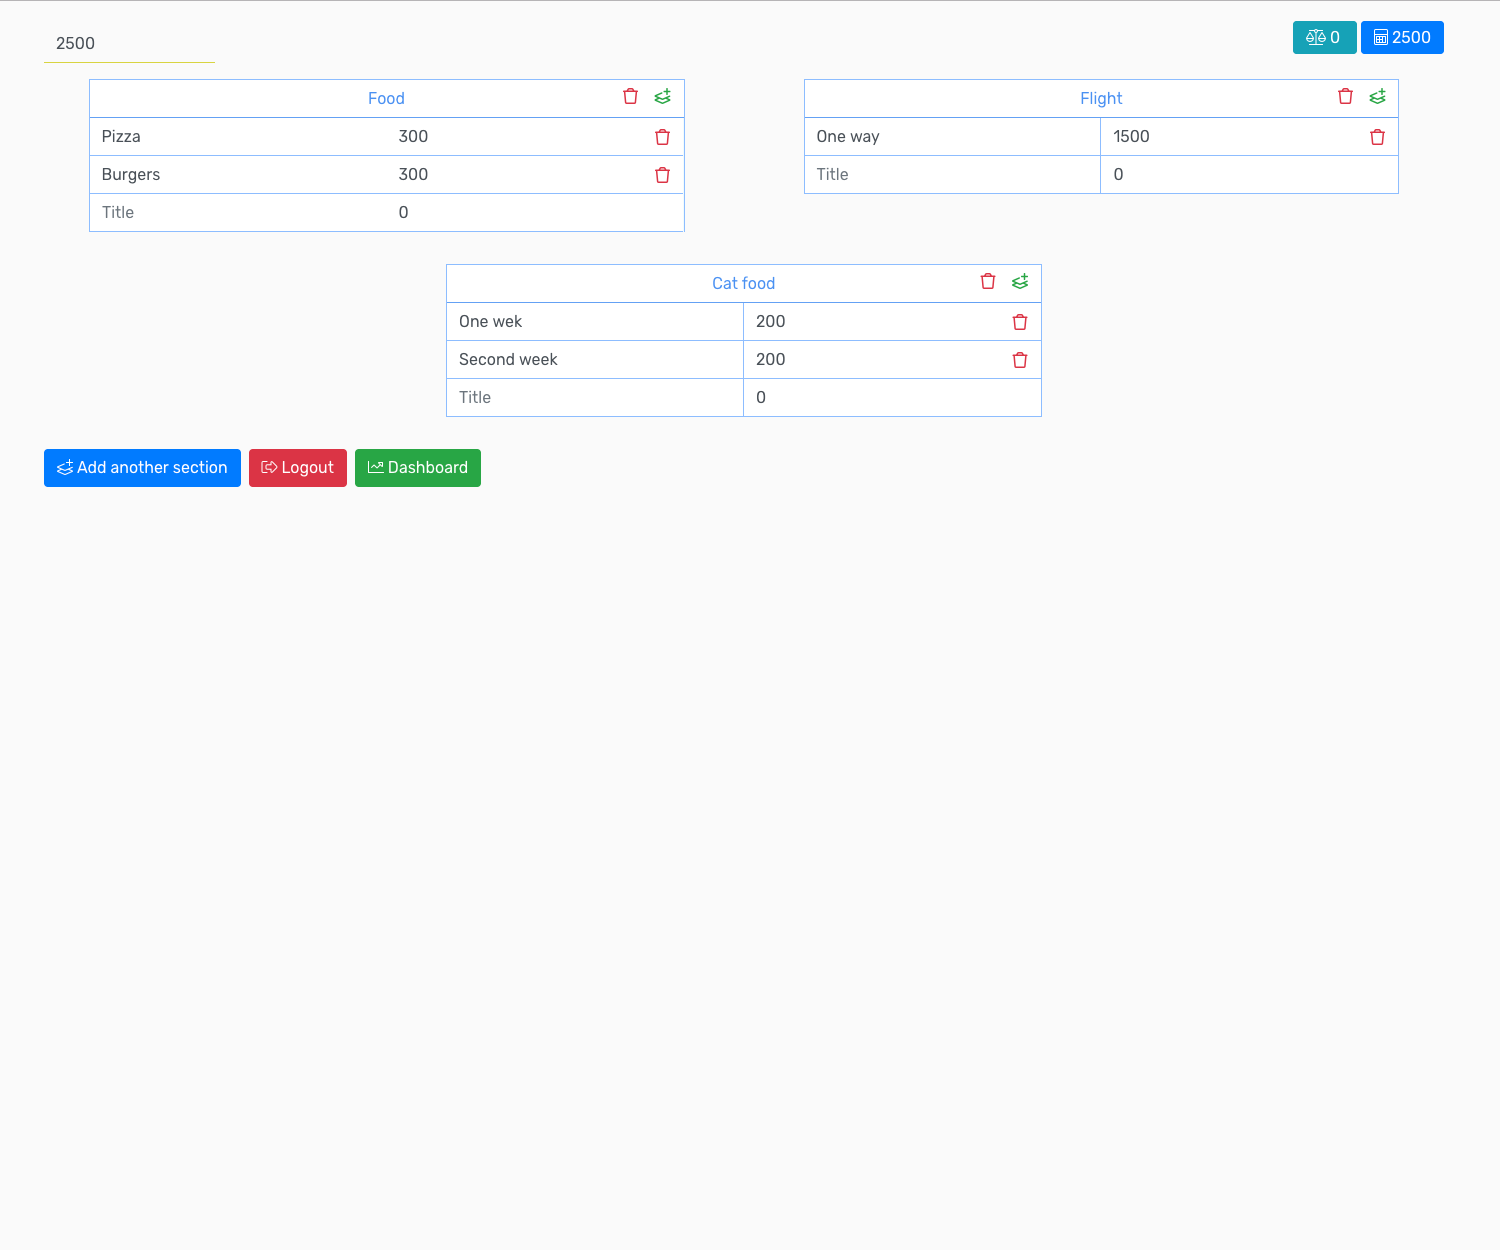 2500
0 2500
Food
Pizza 300
Burgers 300
Title 0
Flight
One way 1500
Title 0
Cat food
One wek 200
Second week 200
Title 0
Add another section Logout Dashboard